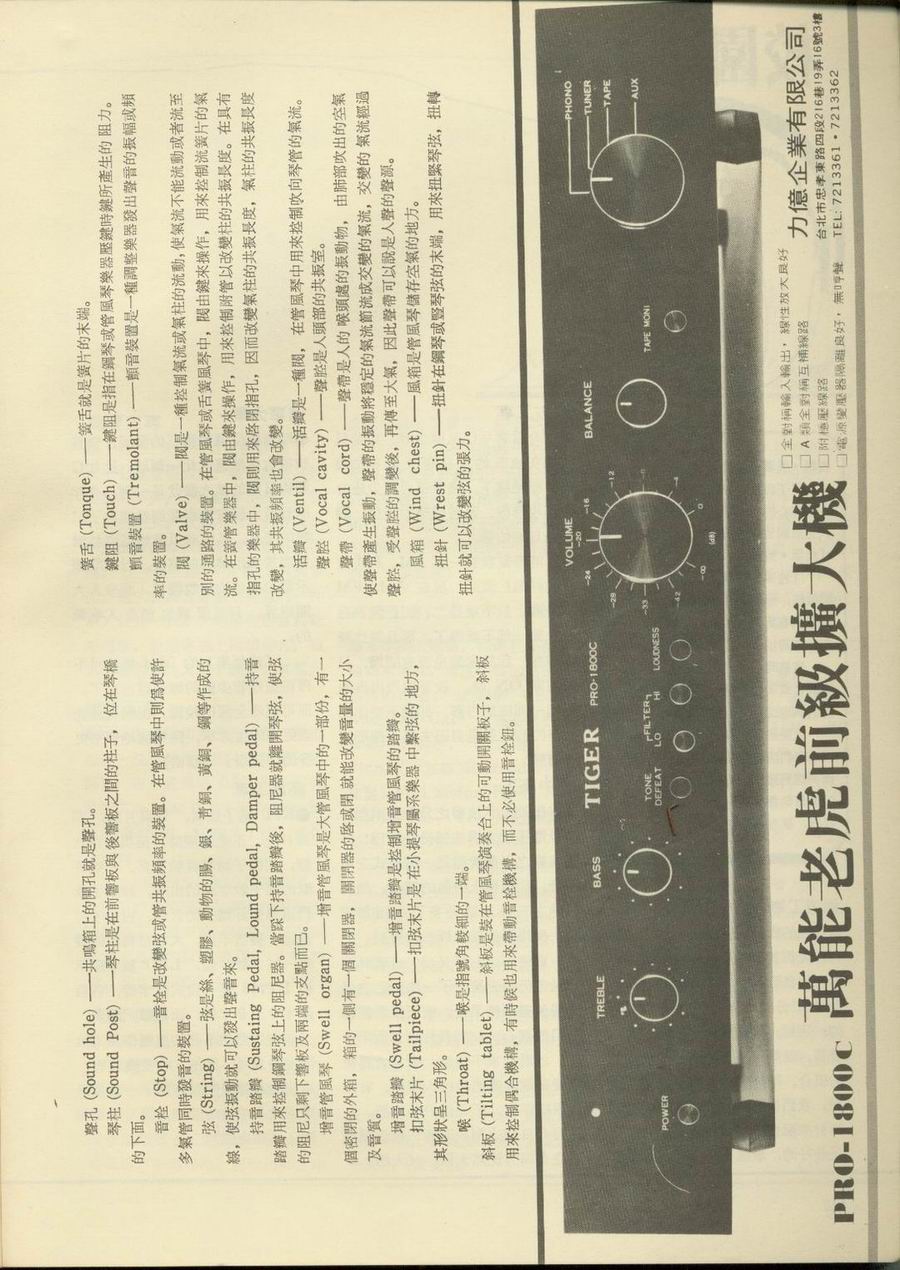 聲孔 (Sound hole) ——共鳴箱上的開孔就是聲孔。
琴柱 (Sound Post) ——琴柱是在前響板與後響板之間的柱子，位在琴橋
的下面。
音栓 (Stop) ——音栓是改變弦或管共振頻率的裝置。在管風琴中則爲使許
多氣管同時發音的裝置。
弦 (String) ——弦是絲、塑膠、動物的腸、銀、青銅、黃銅、鋼等作成的
線，使弦振動就可以發出聲音來。
持音踏瓣 (Sustaing Pedal, Lound pedal, Damper pedal) ——持音
踏瓣用來控制鋼琴弦上的阻尼器。當踩下持音踏瓣後，阻尼器就離開琴弦，使弦
的阻尼只剩下響板及兩端的支點而已。
增音管風琴 (Swell organ) ——增音管風琴是大管風琴中的一部份，有一
個密閉的外箱，箱的一側有一個關閉器，關閉器的啓或閉就能改變音量的大小
及音質。
增音踏瓣 (Swell pedal) ——增音踏瓣是控制增音管風琴的踏瓣。
扣弦末片 (Tailpiece) ——扣弦末片是在小提琴屬系樂器中繫弦的地方，
其形狀呈三角形。
喉 (Throat) ——喉是指號角較細的一端。
斜板 (Tilting tablet) ——斜板是裝在管風琴演奏台上的可動開關板子，斜板
用來控制偶合機構，有時候也用來帶動音栓機構，而不必使用音栓鈕。
簧舌 (Tonque) ——簧舌就是簧片的末端。
鍵阻 (Touch) ——鍵阻是指在鋼琴或管風琴樂器壓鍵時鍵所產生的阻力。
顫音裝置 (Tremolant) ——顫音裝置是一種調整樂器發出聲音的振幅或頻
率的裝置。
閥 (Valve) ——閥是一種控制氣流或氣柱的流動,使氣流不能流動或者流至
別的通路的裝置。在管風琴或舌簧風琴中，閥由鍵來操作，用來控制流簧片的氣
流。在簧管樂器中，閥由鍵來操作，用來控制附管以改變柱的共振長度。在具有
指孔的樂器中，閥則用來啓閉指孔，因而改變氣柱的共振長度，氣柱的共振長度
改變，其共振頻率也會改變。
活瓣 (Ventil) ——活瓣是一種閥，在管風琴中用來控制吹向琴管的氣流。
聲腔 (Vocal cavity) ——聲腔是人頭部的共振室。
聲帶 (Vocal cord) ——聲帶是人的喉頭處的振動物，由肺部吹出的空氣
使聲帶產生振動，聲帶的振動將穩定的氣流節流成交變的氣流，交變的氣流經過
聲腔，受聲腔的調變後，再傳至大氣，因此聲帶可以說是人聲的聲源。
風箱 (Wind chest) ——風箱是管風琴儲存空氣的地方。
扭針 (Wrest pin) ——扭針在鋼琴或豎琴弦的末端，用來扭緊琴弦，扭轉
扭針就可以改變弦的張力。
POWER
TREBLE
BASS
TIGER PRO-1800C
TONE DEFEAT
FILTER
LO HI
LOUDNESS
VOLUME
-∞ -42 -33 -29 -24 -20 -16 -12 -4 0
(dB)
BALANCE
TAPE MONI
PHONO
TUNER
TAPE
AUX
PRO-1800C 萬能老虎前級擴大機
□全對稱輸入輸出，線性放大良好
□A類全對稱互補線路
□附極壓線路
□電源變壓器隔離良好，無哼聲
力億企業有限公司
台北市忠孝東路四段216巷19弄16號3樓
TEL: 7213361・7213362